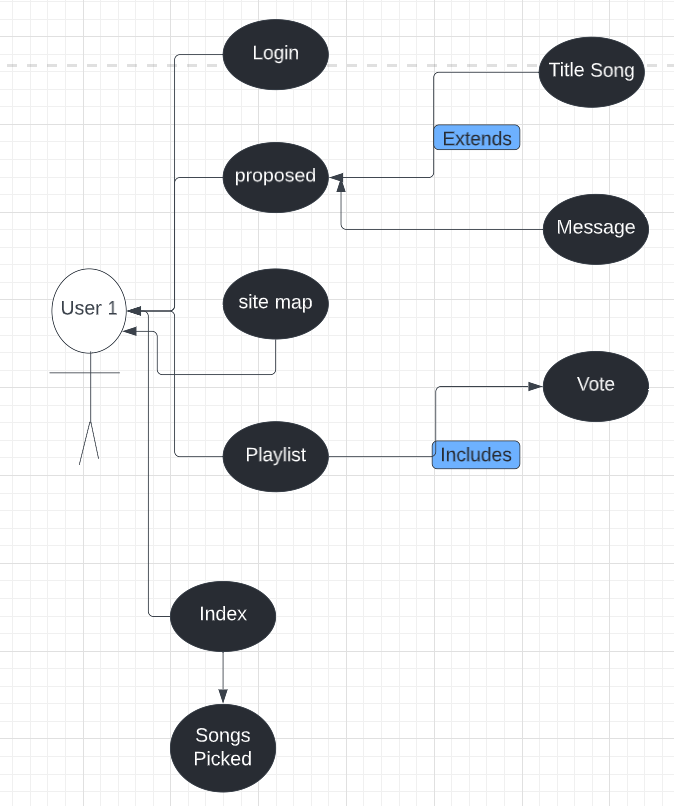 Login
Title Song
Extends
proposed
Message
User 1
site map
Vote
Playlist
Includes
Index
Songs
Picked